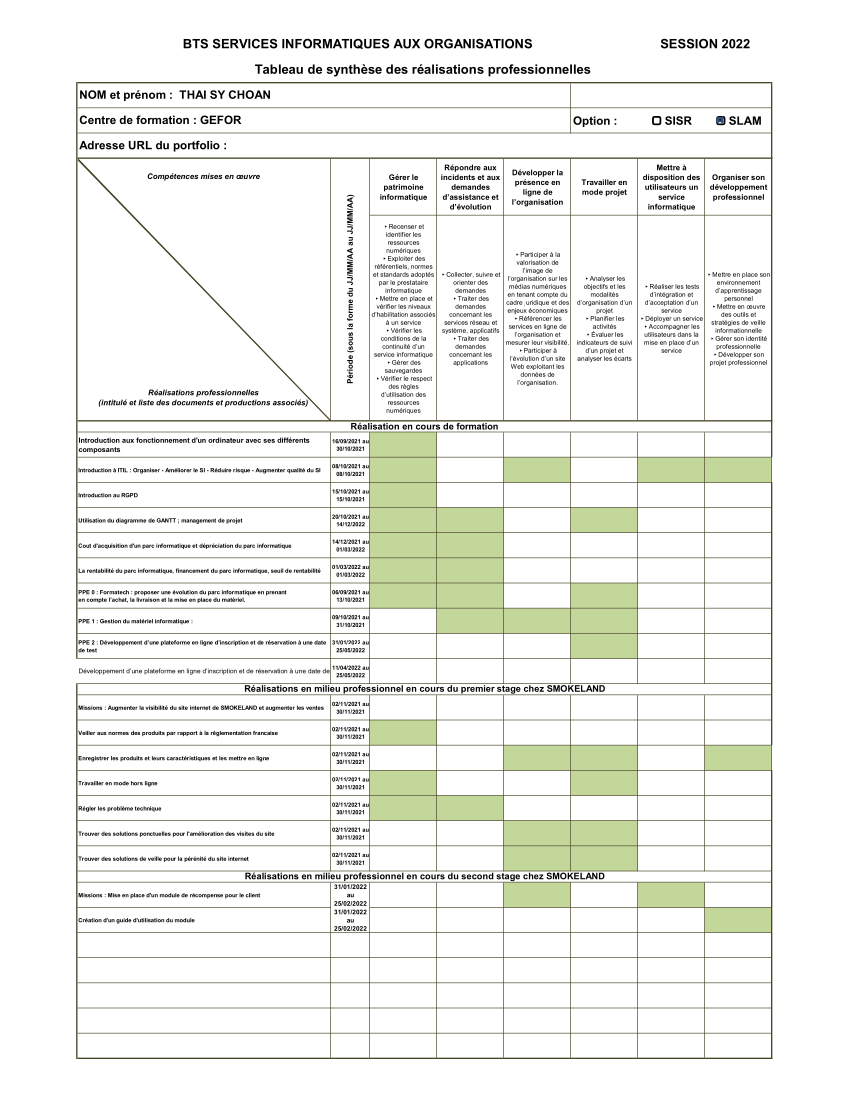 BTS SERVICES INFORMATIQUES AUX ORGANISATIONS SESSION 2022
Tableau de synthèse des réalisations professionnelles
NOM et prénom : THAI SY CHOAN
Centre de formation : GEFOR
Option : SISR SLAM
Adresse URL du portfolio :
Compétences mises en œuvre
Réalisations professionnelles
(intitulé et liste des documents et productions associés)
Période (sous la forme du JJ/MM/AA au JJ/MM/AA)
Gérer le
patrimoine
informatique
Répondre aux
incidents et aux
demandes
d'assistance et
d'évolution
Développer la
présence en
ligne de
l'organisation
Travailler en
mode projet
Mettre à
disposition des
utilisateurs un
service
informatique
Organiser son
développement
professionnel
‣ Recenser et
identifier les
ressources
numériques
‣ Exploiter des
référentiels, normes
et standards adoptés
par le prestataire
informatique
‣ Mettre en place et
vérifier les niveaux
d'habilitation associés
à un service
‣ Vérifier les
conditions de la
continuité d'un
service informatique
‣ Gérer des
sauvegardes
‣ Vérifier le respect
des règles
d'utilisation des
ressources
numériques
‣ Collecter, suivre et
orienter des
demandes
‣ Traiter des
demandes
concernant les
services réseau et
système, applicatifs
‣ Traiter des
demandes
concernant les
applications
‣ Participer à la
valorisation de
l'image de
l'organisation sur les
médias numériques
en tenant compte du
cadre juridique et des
enjeux économiques
‣ Référencer les
services en ligne de
l'organisation et
mesurer leur visibilité.
‣ Participer à
l'évolution d'un site
Web exploitant les
données de
l'organisation.
‣ Analyser les
objectifs et les
modalités
d'organisation d'un
projet
‣ Planifier les
activités
‣ Évaluer les
indicateurs de suivi
d'un projet et
analyser les écarts
‣ Réaliser les tests
d'intégration et
d'acceptation d'un
service
‣ Déployer un service
‣ Accompagner les
utilisateurs dans la
mise en place d'un
service
‣ Mettre en place son
environnement
d'apprentissage
personnel
‣ Mettre en œuvre
des outils et
stratégies de veille
informationnelle
‣ Gérer son identité
professionnelle
‣ Développer son
projet professionnel
Réalisation en cours de formation
Introduction aux fonctionnement d'un ordinateur avec ses différents
composants
16/09/2021 au
30/10/2021
Introduction à ITIL : Organiser - Améliorer le SI - Réduire risque - Augmenter qualité du SI
08/10/2021 au
08/10/2021
Introduction au RGPD
15/10/2021 au
15/10/2021
Utilisation du diagramme de GANTT ; management de projet
20/10/2021 au
14/12/2022
Cout d'acquisition d'un parc informatique et dépréciation du parc informatique
14/12/2021 au
01/03/2022
La rentabilité du parc informatique, financement du parc informatique, seuil de rentabilité
01/03/2022 au
01/03/2022
PPE 0 : Formatech : proposer une évolution du parc informatique en prenant
en compte l'achat, la livraison et la mise en place du matériel.
06/09/2021 au
13/10/2021
PPE 1 : Gestion du matériel informatique :
09/10/2021 au
31/10/2021
PPE 2 : Développement d'une plateforme en ligne d'inscription et de réservation à une date
de test
31/01/2022 au
25/05/2022
Développement d'une plateforme en ligne d'inscription et de réservation à une date de
11/04/2022 au
25/05/2022
Réalisations en milieu professionnel en cours du premier stage chez SMOKELAND
Missions : Augmenter la visibilité du site internet de SMOKELAND et augmenter les ventes
02/11/2021 au
30/11/2021
Veiller aux normes des produits par rapport à la règlementation francaise
02/11/2021 au
30/11/2021
Enregistrer les produits et leurs caractéristiques et les mettre en ligne
02/11/2021 au
30/11/2021
Travailler en mode hors ligne
02/11/2021 au
30/11/2021
Régler les problème technique
02/11/2021 au
30/11/2021
Trouver des solutions ponctuelles pour l'amélioration des visites du site
02/11/2021 au
30/11/2021
Trouver des solutions de veille pour la pérénité du site internet
02/11/2021 au
30/11/2021
Réalisations en milieu professionnel en cours du second stage chez SMOKELAND
Missions : Mise en place d'un module de récompense pour le client
31/01/2022
au
25/02/2022
Création d'un guide d'utilisation du module
31/01/2022
au
25/02/2022